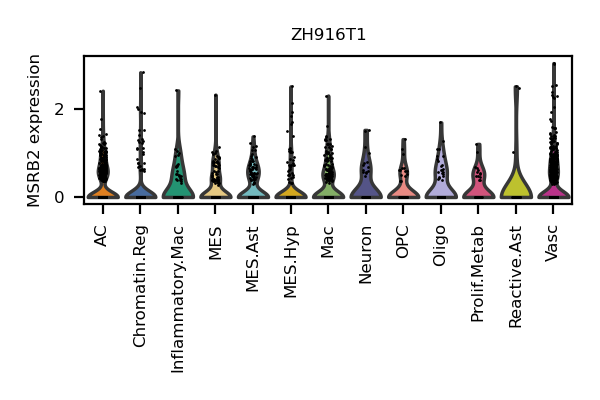 ZH916T1
MSRB2 expression
2
0
AC
Chromatin.Reg
Inflammatory.Mac
MES
MES.Ast
MES.Hyp
Mac
Neuron
OPC
Oligo
Prolif.Metab
Reactive.Ast
Vasc